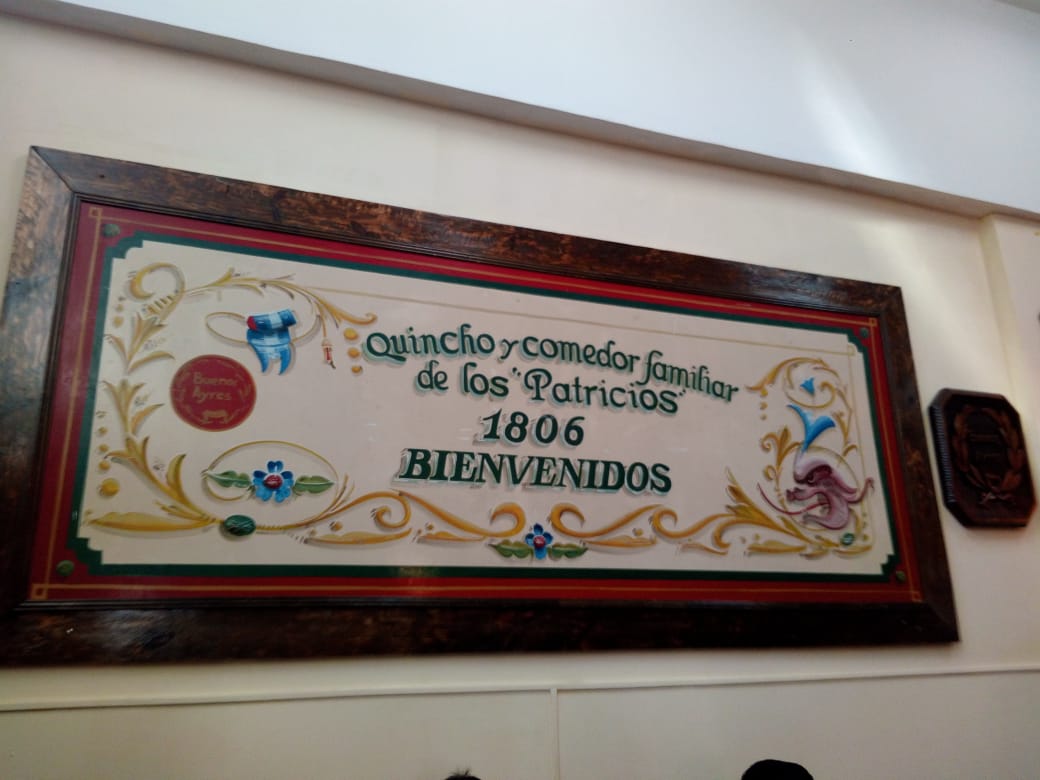 Quincho y comedor familiar
de los "Patricios"
1806
BIENVENIDOS
Buenos
Ayres